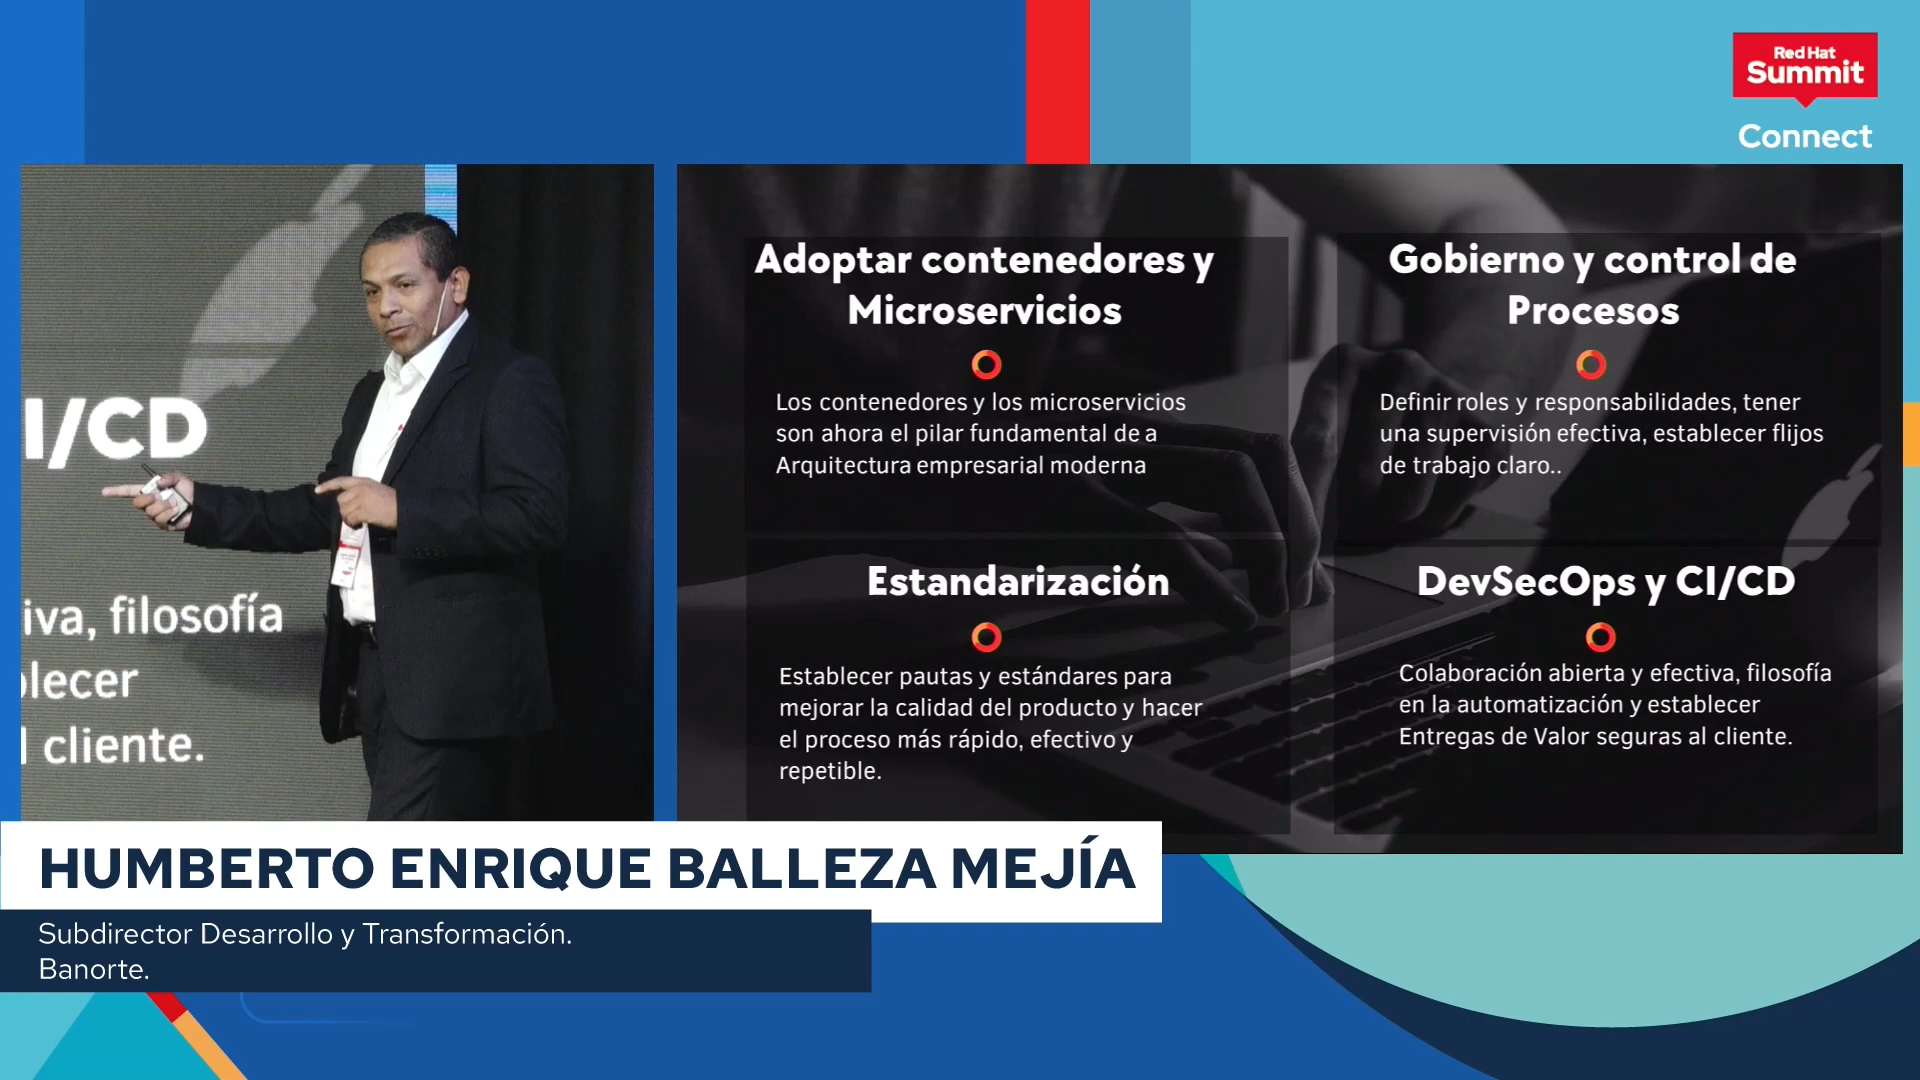 Red Hat
Summit
Connect
I/CD
iva, filosofía
blecer
l cliente.
Adoptar contenedores y
Microservicios
Los contenedores y los microservicios
son ahora el pilar fundamental de a
Arquitectura empresarial moderna
Gobierno y control de
Procesos
Definir roles y responsabilidades, tener
una supervisión efectiva, establecer flijos
de trabajo claro..
Estandarización
Establecer pautas y estándares para
mejorar la calidad del producto y hacer
el proceso más rápido, efectivo y
repetible.
DevSecOps y CI/CD
Colaboración abierta y efectiva, filosofía
en la automatización y establecer
Entregas de Valor seguras al cliente.
HUMBERTO ENRIQUE BALLEZA MEJÍA
Subdirector Desarrollo y Transformación.
Banorte.